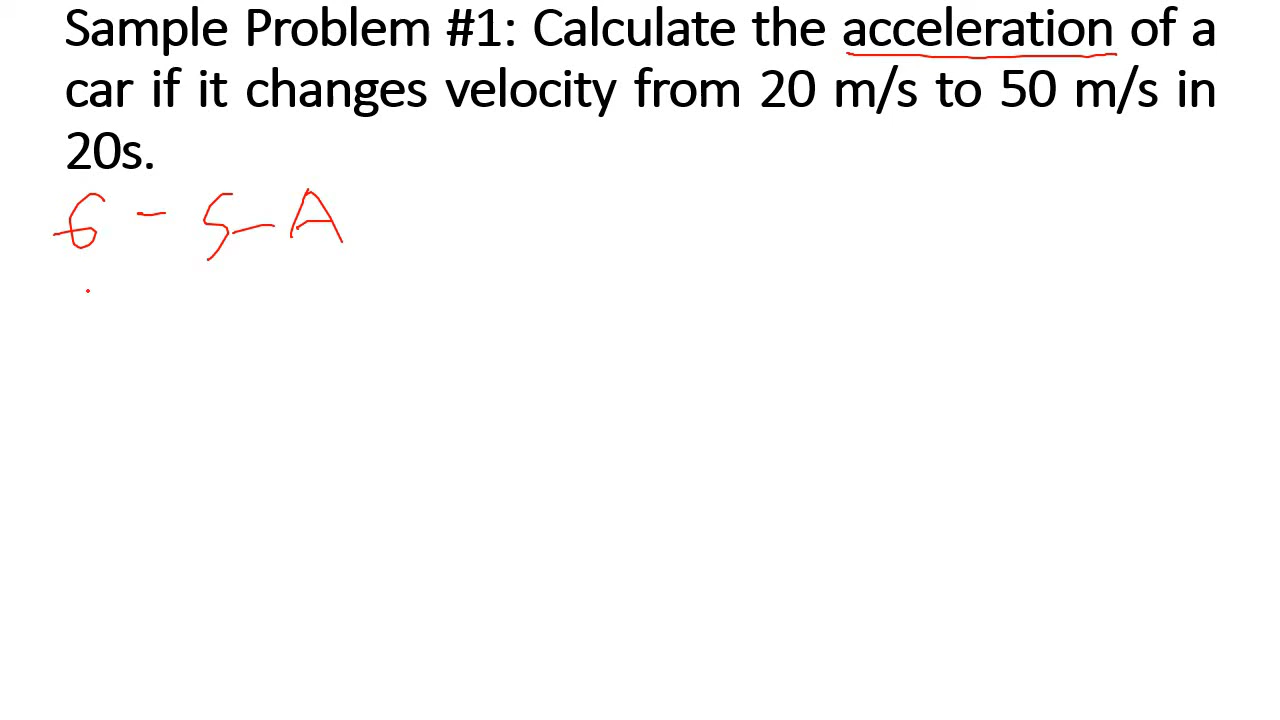 Sample Problem #1: Calculate the acceleration of a
car if it changes velocity from 20 m/s to 50 m/s in
20s.
G - S - A